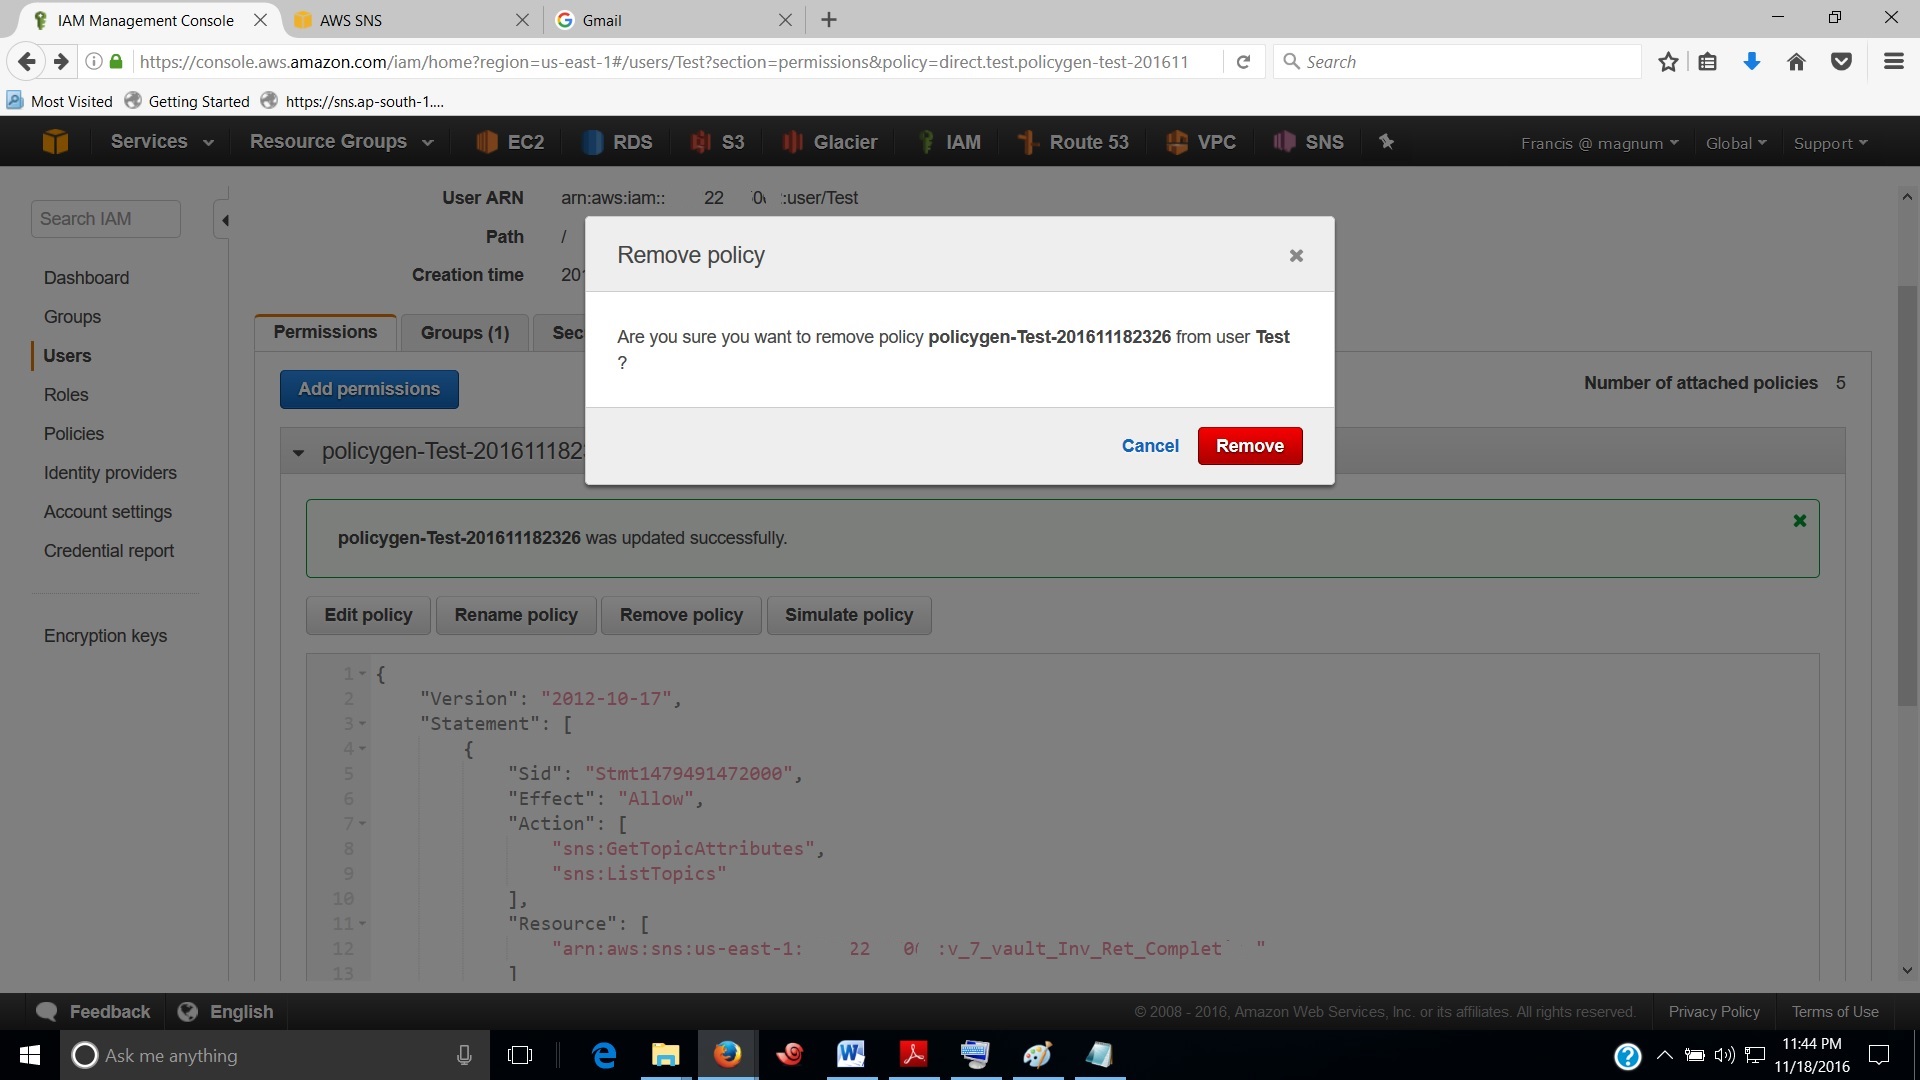 IAM Management Console
AWS SNS
Gmail
https://console.aws.amazon.com/iam/home?region=us-east-1#/users/Test?section=permissions&policy=direct.test.policygen-test-201611
Search
Most Visited
Getting Started
https://sns.ap-south-1....
Services
Resource Groups
EC2
RDS
S3
Glacier
IAM
Route 53
VPC
SNS
Francis @ magnum
Global
Support
Search IAM
User ARN arn:aws:iam:: 22 :user/Test
Path /
Creation time 201
Remove policy
Are you sure you want to remove policy policygen-Test-201611182326 from user Test
?
Cancel
Remove
Dashboard
Groups
Users
Roles
Policies
Identity providers
Account settings
Credential report
Encryption keys
Permissions
Groups (1)
Sec
Add permissions
Number of attached policies 5
policygen-Test-2016111823
policygen-Test-201611182326 was updated successfully.
Edit policy
Rename policy
Remove policy
Simulate policy
1 {
2 "Version": "2012-10-17",
3 "Statement": [
4 {
5 "Sid": "Stmt1479491472000",
6 "Effect": "Allow",
7 "Action": [
8 "sns:GetTopicAttributes",
9 "sns:ListTopics"
10 ],
11 "Resource": [
12 "arn:aws:sns:us-east-1: 22 :v_7_vault_Inv_Ret_Complet "
13 ]
Feedback
English
© 2008 - 2016, Amazon Web Services, Inc. or its affiliates. All rights reserved.
Privacy Policy
Terms of Use
Ask me anything
11:44 PM
11/18/2016